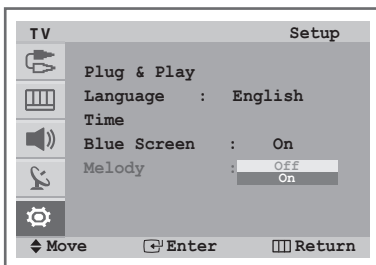 TV Setup
Plug & Play
Language : English
Time
Blue Screen : On
Melody : Off
On
Move Enter Return